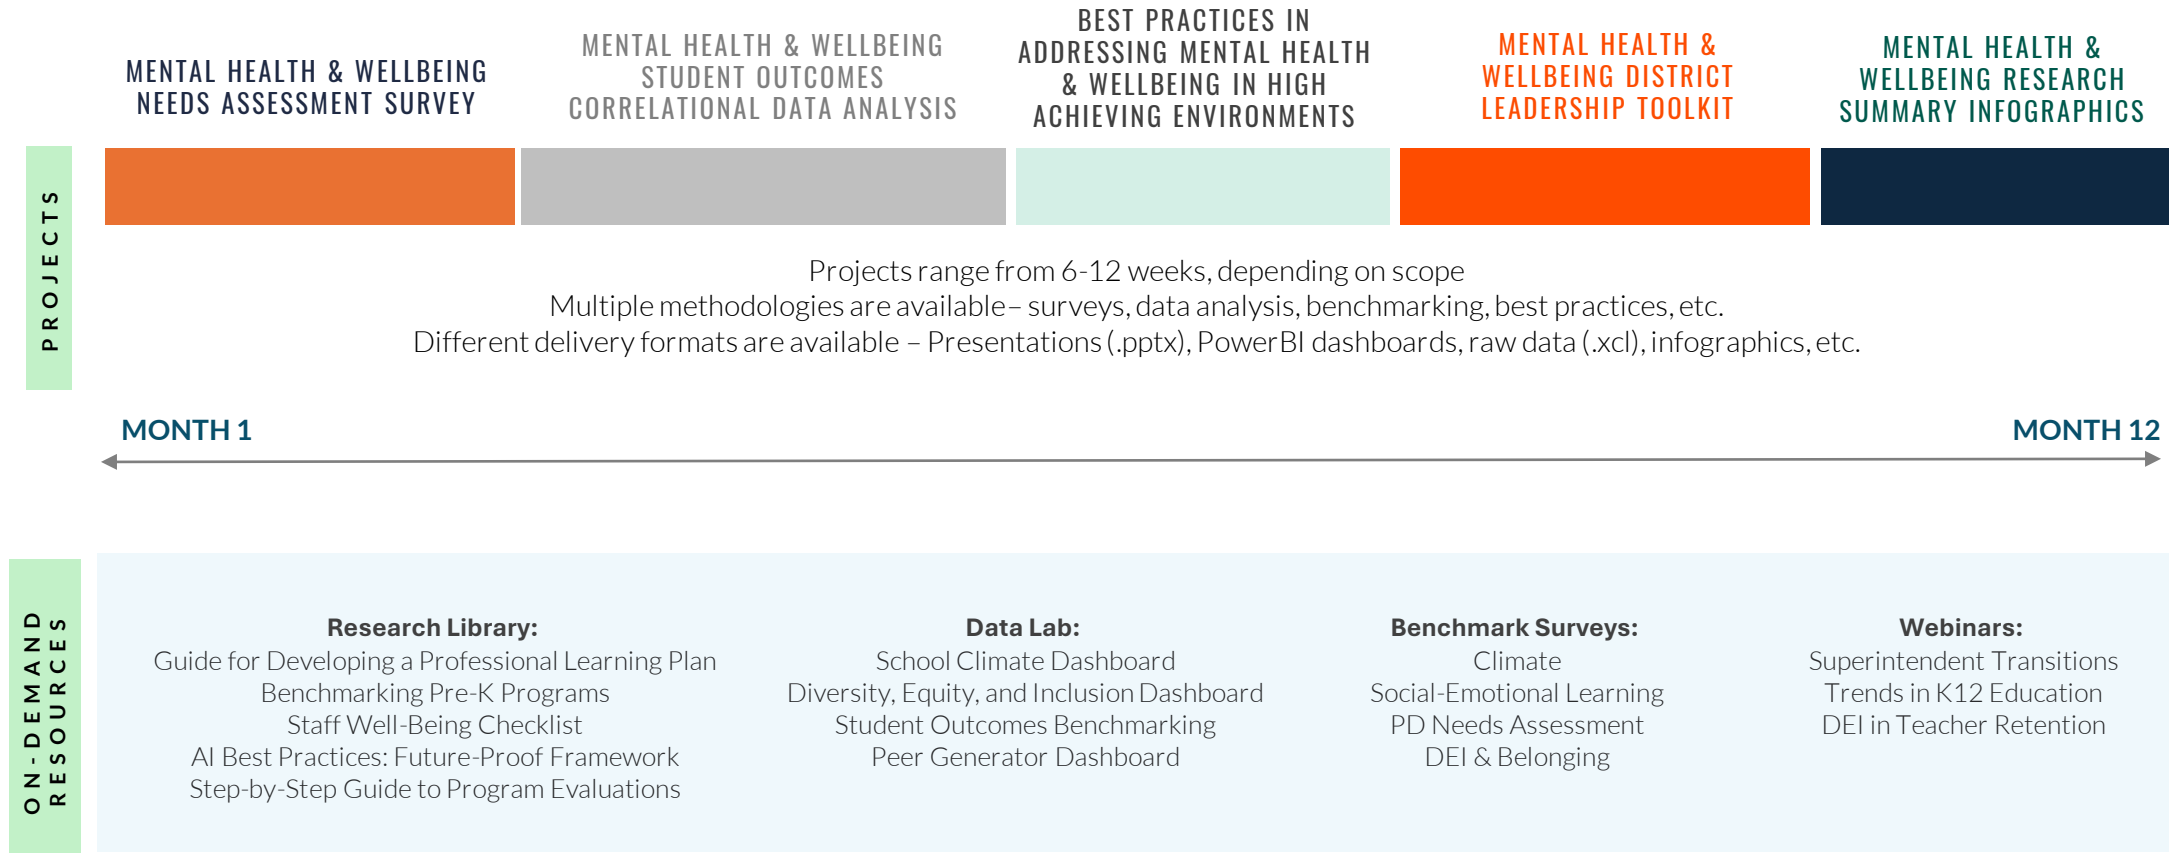 MENTAL HEALTH & WELLBEING
NEEDS ASSESSMENT SURVEY
MENTAL HEALTH & WELLBEING
STUDENT OUTCOMES
CORRELATIONAL DATA ANALYSIS
BEST PRACTICES IN
ADDRESSING MENTAL HEALTH
& WELLBEING IN HIGH
ACHIEVING ENVIRONMENTS
MENTAL HEALTH &
WELLBEING DISTRICT
LEADERSHIP TOOLKIT
MENTAL HEALTH &
WELLBEING RESEARCH
SUMMARY INFOGRAPHICS
PROJECTS
Projects range from 6-12 weeks, depending on scope
Multiple methodologies are available– surveys, data analysis, benchmarking, best practices, etc.
Different delivery formats are available – Presentations (.pptx), PowerBI dashboards, raw data (.xcl), infographics, etc.
MONTH 1
MONTH 12
ON-DEMAND
RESOURCES
Research Library:
Guide for Developing a Professional Learning Plan
Benchmarking Pre-K Programs
Staff Well-Being Checklist
AI Best Practices: Future-Proof Framework
Step-by-Step Guide to Program Evaluations
Data Lab:
School Climate Dashboard
Diversity, Equity, and Inclusion Dashboard
Student Outcomes Benchmarking
Peer Generator Dashboard
Benchmark Surveys:
Climate
Social-Emotional Learning
PD Needs Assessment
DEI & Belonging
Webinars:
Superintendent Transitions
Trends in K12 Education
DEI in Teacher Retention